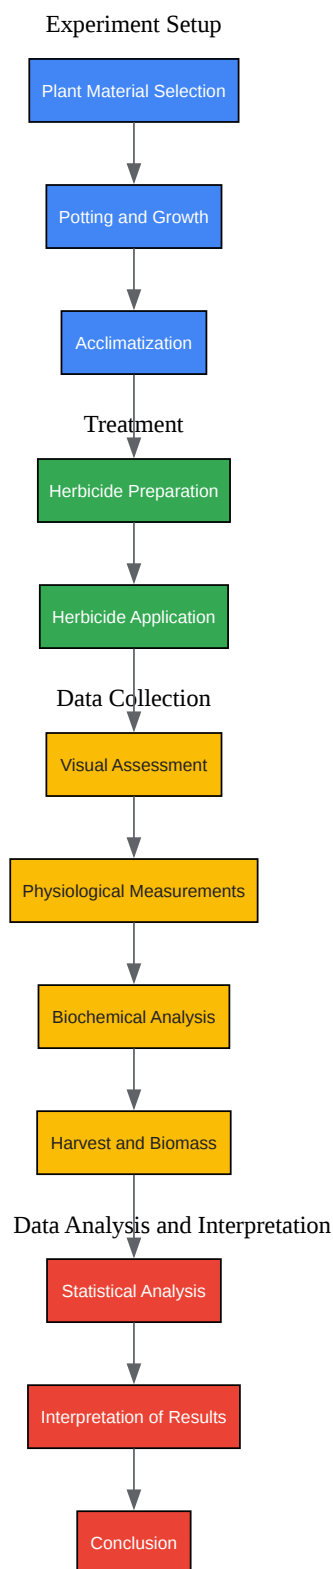 Experiment Setup
Plant Material Selection
Potting and Growth
Acclimatization
Treatment
Herbicide Preparation
Herbicide Application
Data Collection
Visual Assessment
Physiological Measurements
Biochemical Analysis
Harvest and Biomass
Data Analysis and Interpretation
Statistical Analysis
Interpretation of Results
Conclusion